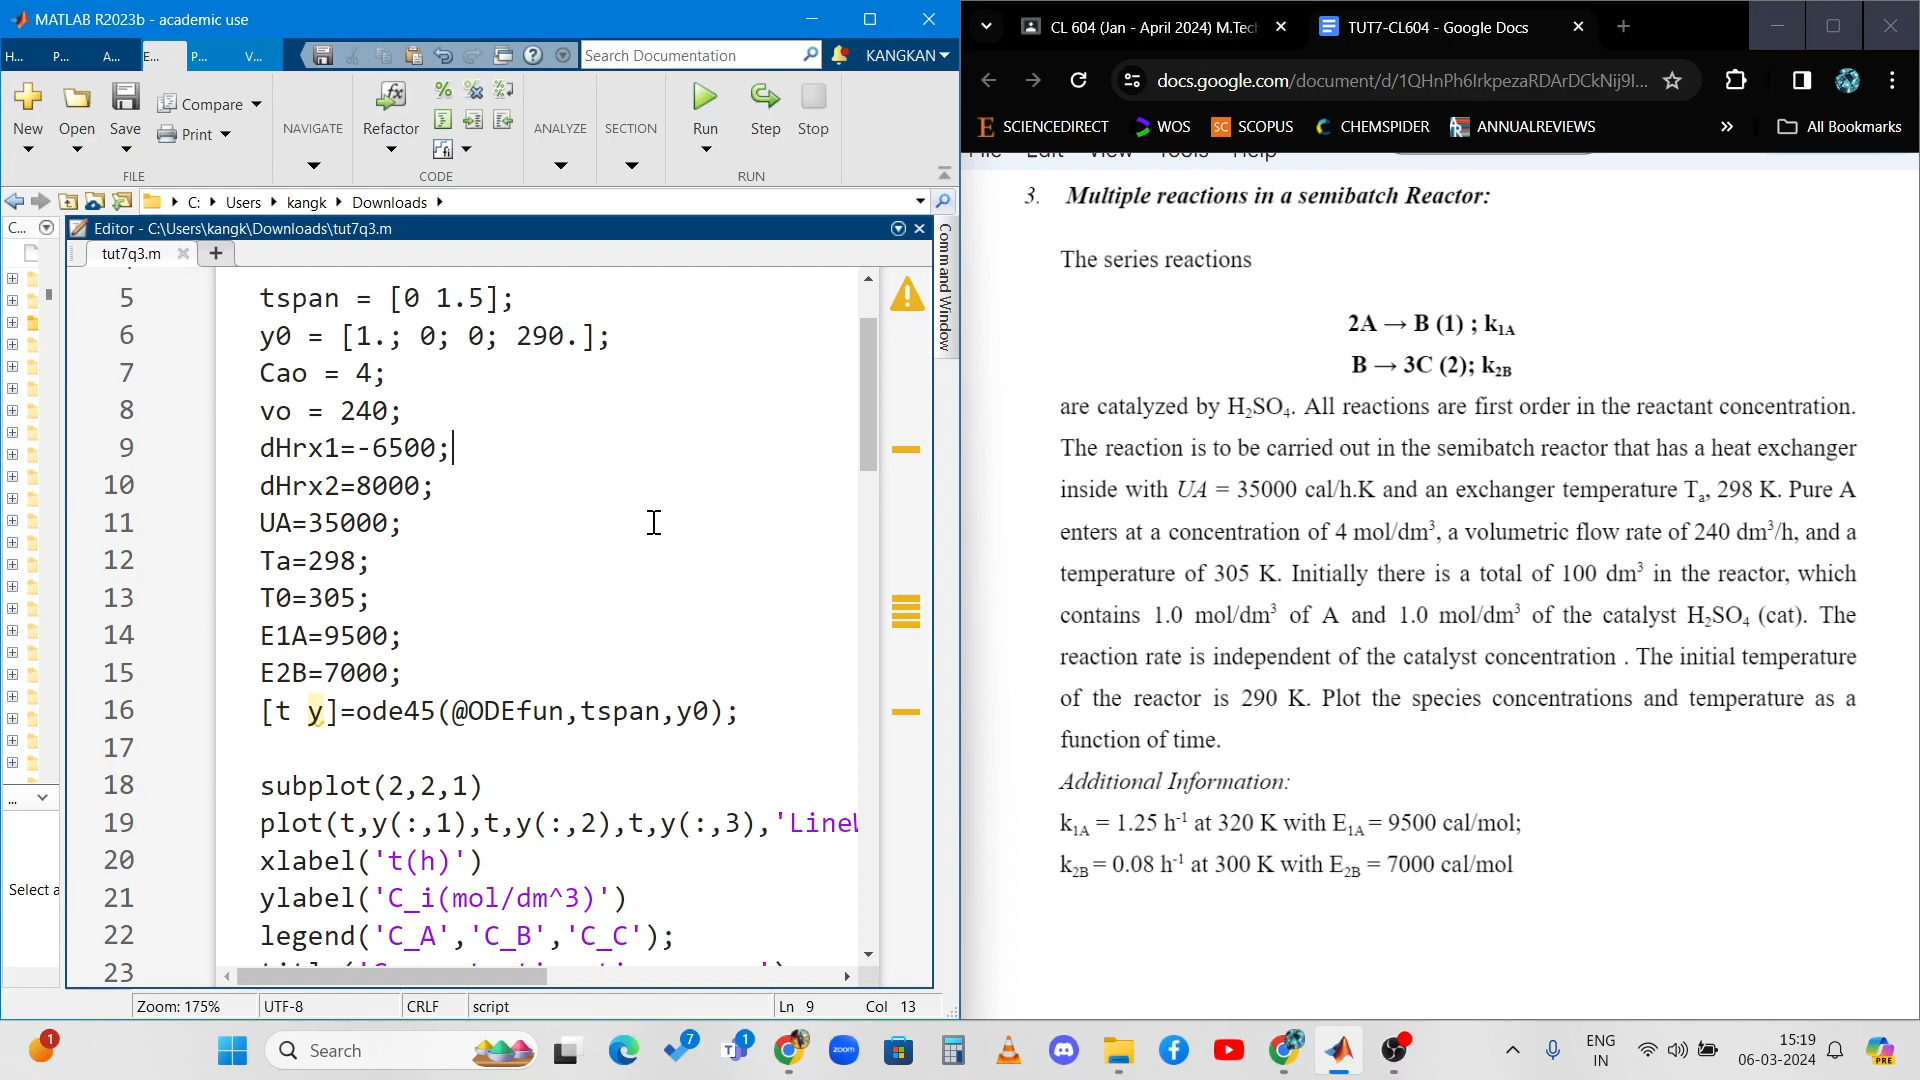 MATLAB R2023b - academic use
H...
P...
A...
E...
P...
V...
Search Documentation
KANGKAN
New
Open
Save
Compare
Print
NAVIGATE
Refactor
ANALYZE
SECTION
Run
Step
Stop
FILE
CODE
RUN
C: Users kangk Downloads
C...
Editor - C:\Users\kangk\Downloads\tut7q3.m
tut7q3.m
Command Window
5 tspan = [0 1.5];
6 y0 = [1.; 0; 0; 290.];
7 Cao = 4;
8 vo = 240;
9 dHrx1=-6500;
10 dHrx2=8000;
11 UA=35000;
12 Ta=298;
13 T0=305;
14 E1A=9500;
15 E2B=7000;
16 [t y]=ode45(@ODEfun,tspan,y0);
17
18 subplot(2,2,1)
19 plot(t,y(:,1),t,y(:,2),t,y(:,3),'Line
20 xlabel('t(h)')
21 ylabel('C_i(mol/dm^3)')
22 legend('C_A','C_B','C_C');
23
...
Select a
Zoom: 175%
UTF-8
CRLF
script
Ln 9
Col 13
CL 604 (Jan - April 2024) M.Tech
TUT7-CL604 - Google Docs
docs.google.com/document/d/1QHnPh6IrkpezaRDArDCkNij9I...
SCIENCEDIRECT
WOS
SCOPUS
CHEMSPIDER
ANNUALREVIEWS
All Bookmarks
File Edit View Tools Help
3. Multiple reactions in a semibatch Reactor:
The series reactions
2A → B (1) ; k1A
B → 3C (2); k2B
are catalyzed by H2SO4. All reactions are first order in the reactant concentration.
The reaction is to be carried out in the semibatch reactor that has a heat exchanger
inside with UA = 35000 cal/h.K and an exchanger temperature Ta, 298 K. Pure A
enters at a concentration of 4 mol/dm³, a volumetric flow rate of 240 dm³/h, and a
temperature of 305 K. Initially there is a total of 100 dm³ in the reactor, which
contains 1.0 mol/dm³ of A and 1.0 mol/dm³ of the catalyst H2SO4 (cat). The
reaction rate is independent of the catalyst concentration . The initial temperature
of the reactor is 290 K. Plot the species concentrations and temperature as a
function of time.
Additional Information:
k1A = 1.25 h-1 at 320 K with E1A = 9500 cal/mol;
k2B = 0.08 h-1 at 300 K with E2B = 7000 cal/mol
1
Search
7
1
zoom
ENG
IN
15:19
06-03-2024
PRE